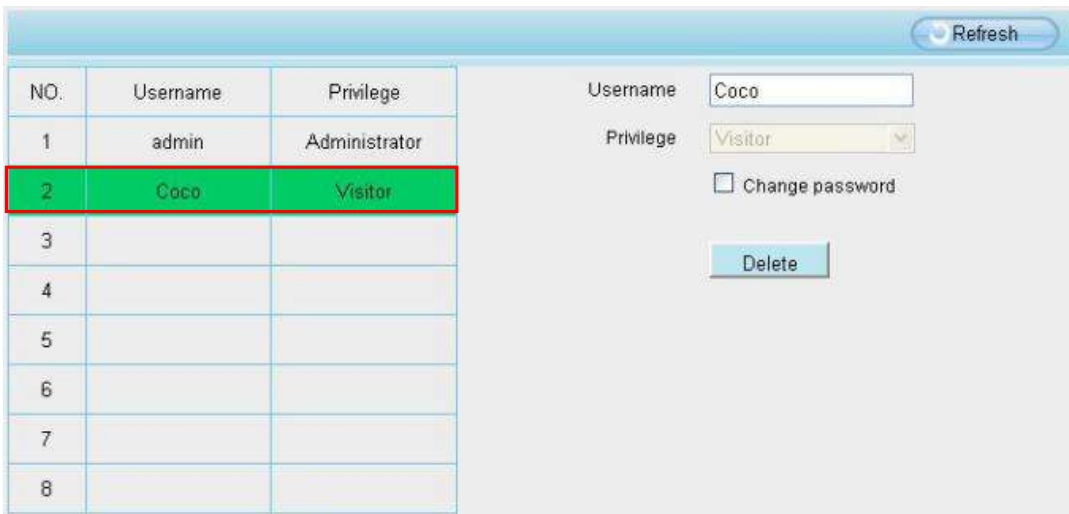 Refresh
NO. Username Privilege
1 admin Administrator
2 Coco Visitor
3
4
5
6
7
8
Username Coco
Privilege Visitor
Change password
Delete